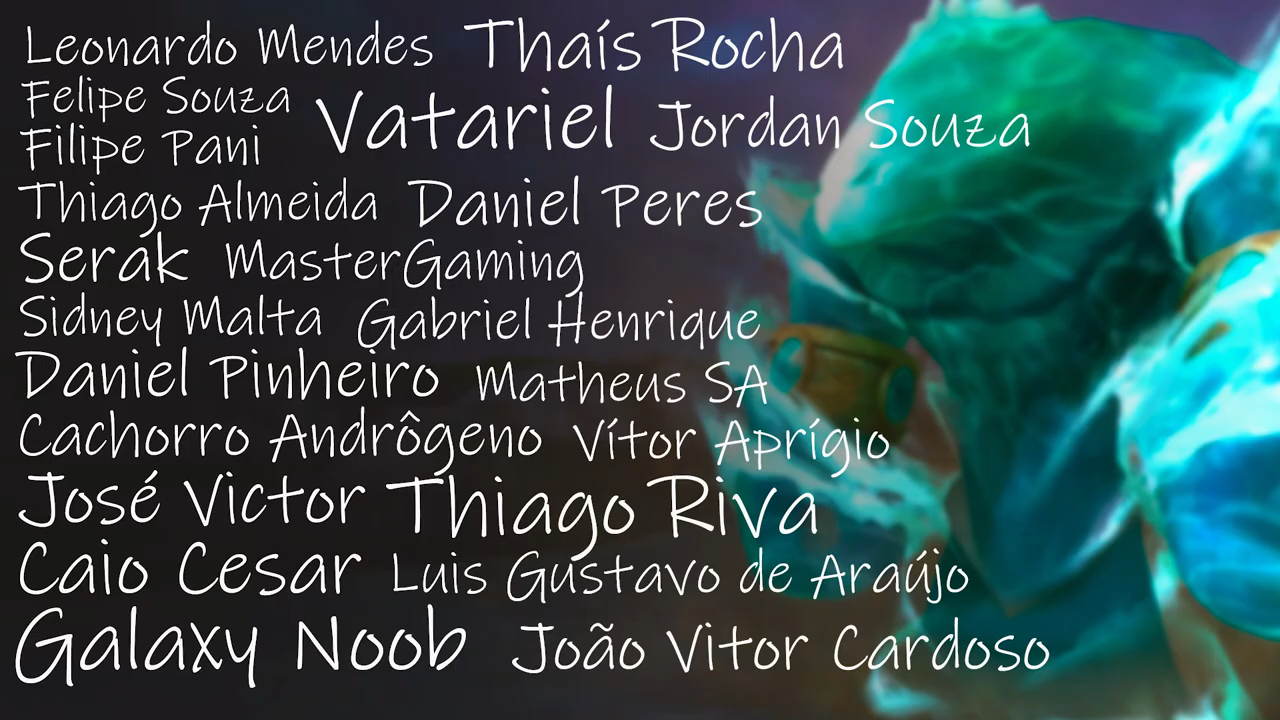 Leonardo Mendes Thaís Rocha
Felipe Souza Vatariel Jordan Souza
Filipe Pani
Thiago Almeida Daniel Peres
Serak MasterGaming
Sidney Malta Gabriel Henrique
Daniel Pinheiro Matheus SA
Cachorro Andrôgeno Vítor Aprígio
José Victor Thiago Riva
Caio Cesar Luis Gustavo de Araújo
Galaxy Noob João Vitor Cardoso